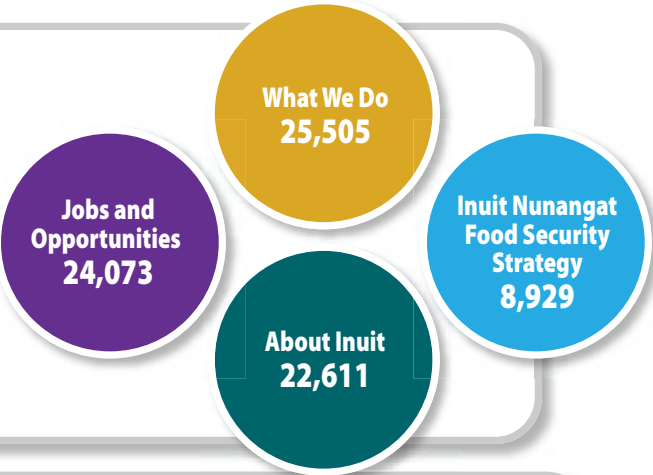 What We Do
25,505
Jobs and
Opportunities
24,073
Inuit Nunangat
Food Security
Strategy
8,929
About Inuit
22,611